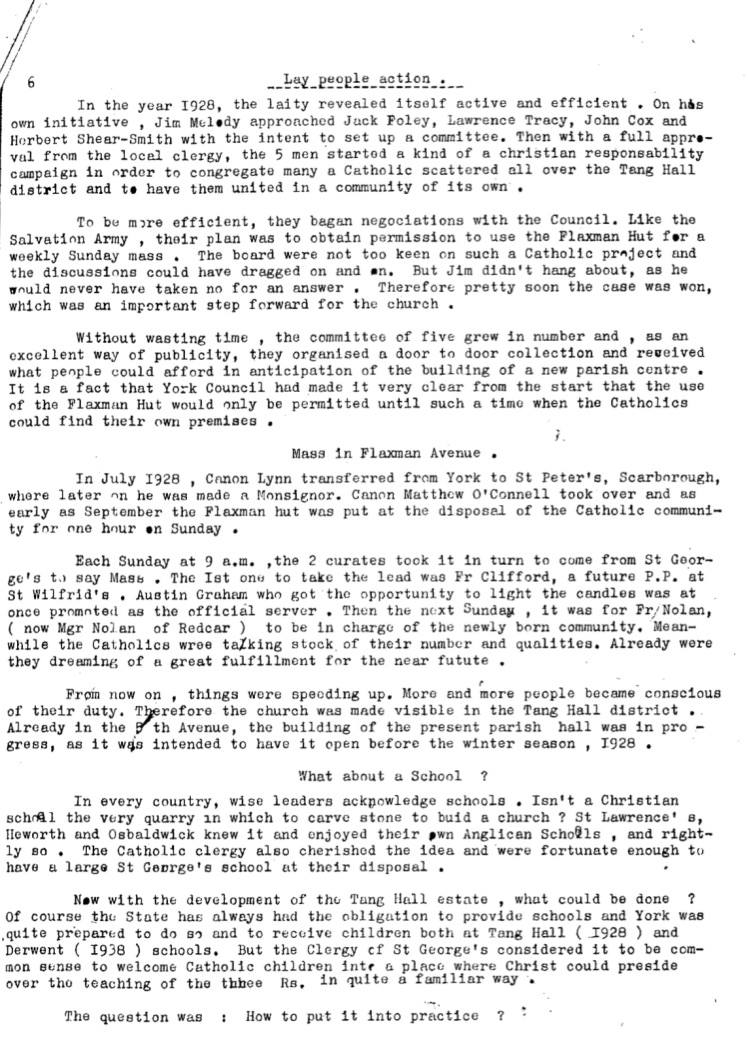 6
Lay people action .
In the year I928, the laity revealed itself active and efficient . On his
own initiative , Jim Melody approached Jack Foley, Lawrence Tracy, John Cox and
Herbert Shear-Smith with the intent to set up a committee. Then with a full appro-
val from the local clergy, the 5 men started a kind of a christian responsability
campaign in order to congregate many a Catholic scattered all over the Tang Hall
district and to have them united in a community of its own .
To be more efficient, they bagan negociations with the Council. Like the
Salvation Army , their plan was to obtain permission to use the Flaxman Hut for a
weekly Sunday mass . The board were not too keen on such a Catholic project and
the discussions could have dragged on and on. But Jim didn't hang about, as he
would never have taken no for an answer . Therefore pretty soon the case was won,
which was an important step forward for the church .
Without wasting time , the committee of five grew in number and , as an
excellent way of publicity, they organised a door to door collection and received
what people could afford in anticipation of the building of a new parish centre .
It is a fact that York Council had made it very clear from the start that the use
of the Flaxman Hut would only be permitted until such a time when the Catholics
could find their own premises .
Mass in Flaxman Avenue .
In July I928 , Canon Lynn transferred from York to St Peter's, Scarborough,
where later on he was made a Monsignor. Canon Matthew O'Connell took over and as
early as September the Flaxman hut was put at the disposal of the Catholic communi-
ty for one hour on Sunday .
Each Sunday at 9 a.m. ,the 2 curates took it in turn to come from St Geor-
ge's to say Mass . The Ist one to take the lead was Fr Clifford, a future P.P. at
St Wilfrid's . Austin Graham who got the opportunity to light the candles was at
once promoted as the official server . Then the next Sunday , it was for Fr/Nolan,
( now Mgr Nolan of Redcar ) to be in charge of the newly born community. Mean-
while the Catholics wree talking stock of their number and qualities. Already were
they dreaming of a great fulfillment for the near futute .
From now on , things were speeding up. More and more people became conscious
of their duty. Therefore the church was made visible in the Tang Hall district .
Already in the 5 th Avenue, the building of the present parish hall was in pro -
gress, as it was intended to have it open before the winter season , I928 .
What about a School ?
In every country, wise leaders acknowledge schools . Isn't a Christian
school the very quarry in which to carve stone to buid a church ? St Lawrence' s,
Heworth and Osbaldwick knew it and enjoyed their own Anglican Schools , and right-
ly so . The Catholic clergy also cherished the idea and were fortunate enough to
have a large St George's school at their disposal .
Now with the development of the Tang Hall estate , what could be done ?
Of course the State has always had the obligation to provide schools and York was
quite prepared to do so and to receive children both at Tang Hall ( I928 ) and
Derwent ( I938 ) schools. But the Clergy of St George's considered it to be com-
mon sense to welcome Catholic children into a place where Christ could preside
over the teaching of the thhee Rs. in quite a familiar way .
The question was : How to put it into practice ?